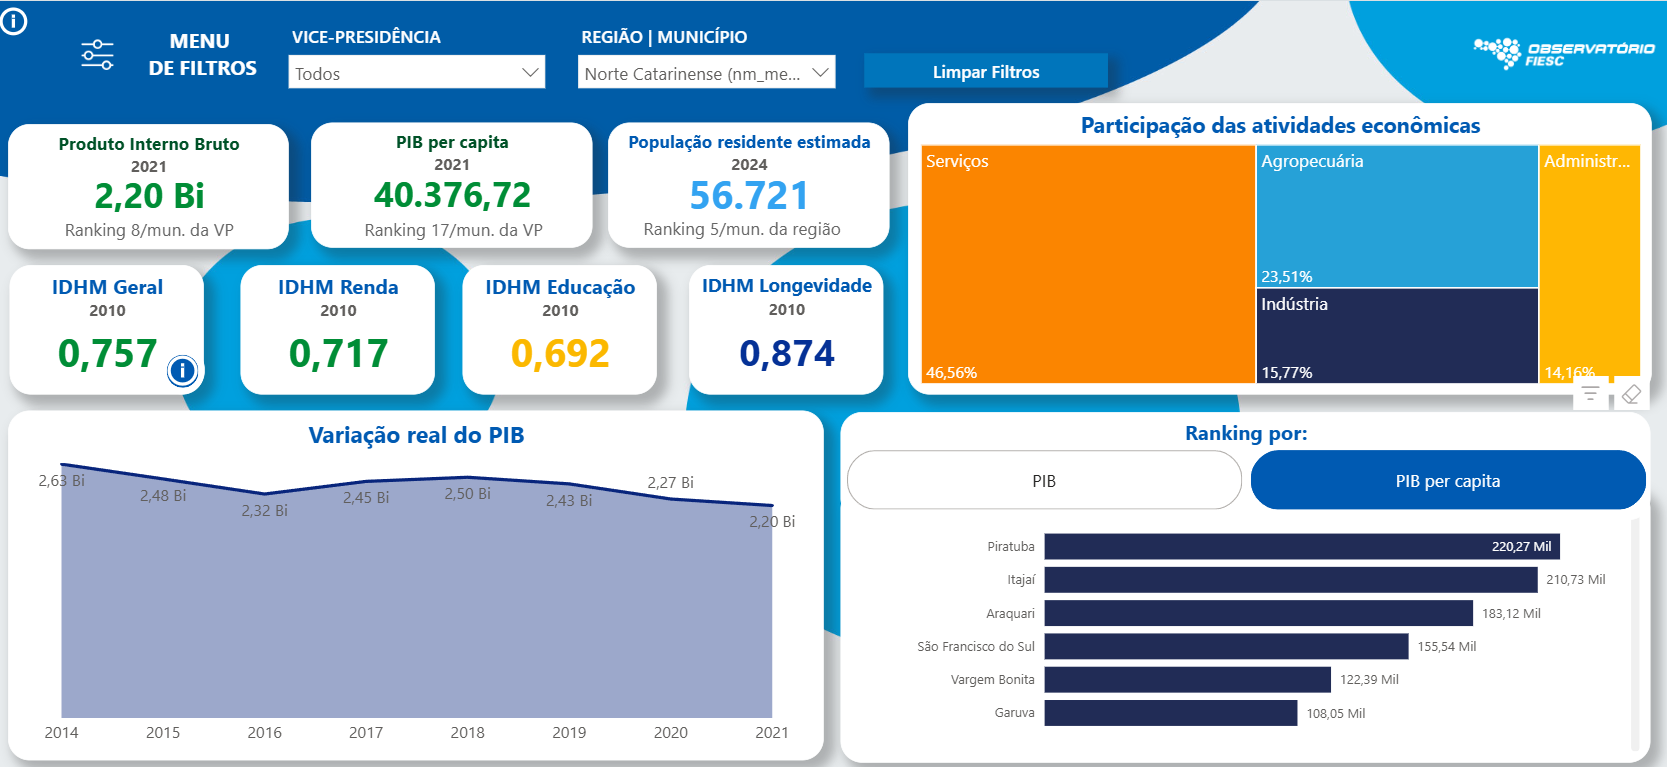 MENU
DE FILTROS
VICE-PRESIDÊNCIA
Todos
REGIÃO | MUNICÍPIO
Norte Catarinense (nm_me...
Limpar Filtros
OBSERVATÓRIO
FIESC
Produto Interno Bruto
2021
2,20 Bi
Ranking 8/mun. da VP
PIB per capita
2021
40.376,72
Ranking 17/mun. da VP
População residente estimada
2024
56.721
Ranking 5/mun. da região
Participação das atividades econômicas
Serviços
46,56%
Agropecuária
23,51%
Indústria
15,77%
Administr...
14,16%
IDHM Geral
2010
0,757
i
IDHM Renda
2010
0,717
IDHM Educação
2010
0,692
IDHM Longevidade
2010
0,874
Variação real do PIB
2,63 Bi
2,48 Bi
2,32 Bi
2,45 Bi
2,50 Bi
2,43 Bi
2,27 Bi
2,20 Bi
2014 2015 2016 2017 2018 2019 2020 2021
Ranking por:
PIB
PIB per capita
Piratuba 220,27 Mil
Itajaí 210,73 Mil
Araquari 183,12 Mil
São Francisco do Sul 155,54 Mil
Vargem Bonita 122,39 Mil
Garuva 108,05 Mil